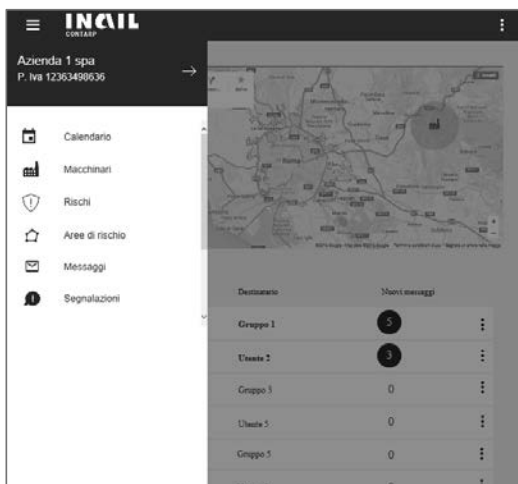 INAIL
CONTARP
Azienda 1 spa
P. Iva 12363498636
Calendario
Macchinari
Rischi
Aree di rischio
Messaggi
Segnalazioni
Roma
Destinatario Nuovi messaggi
Gruppo 1 5
Utente 2 3
Gruppo 3 0
Utente 5 0
Gruppo 5 0